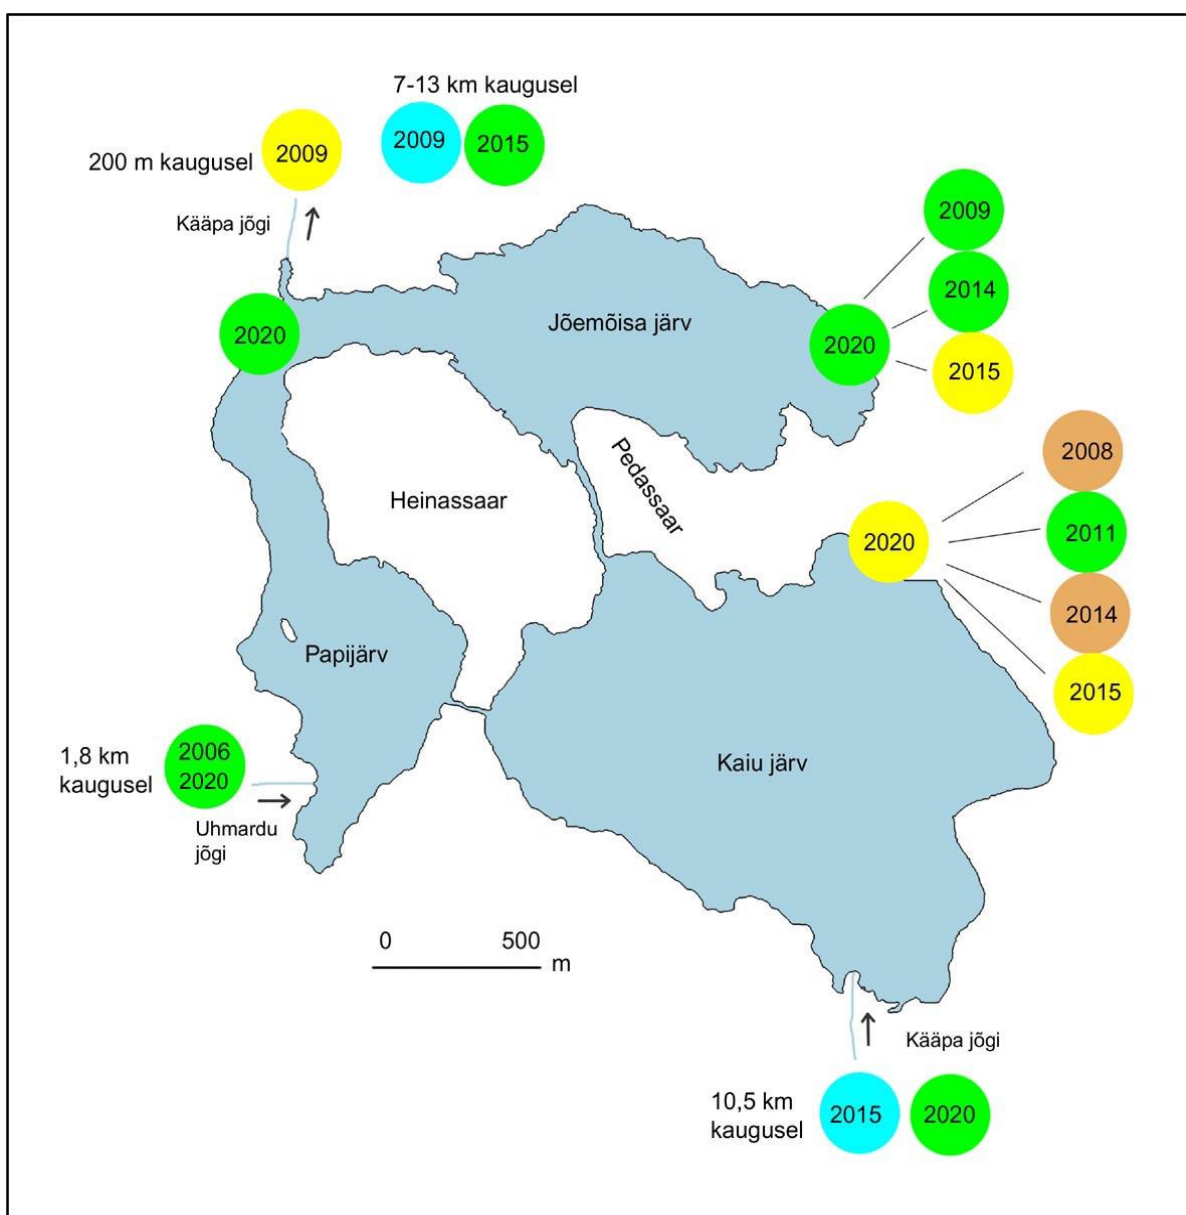 7-13 km kaugusel
2009
2015
200 m kaugusel
2009
Kääpa jõgi
2009
2014
2015
2020
Jõemõisa järv
2020
2008
2011
2014
2015
2020
Pedassaar
Heinassaar
Papijärv
Kaiu järv
1,8 km
kaugusel
2006
2020
Uhmardu
jõgi
0 500
m
Kääpa jõgi
10,5 km
kaugusel
2015
2020